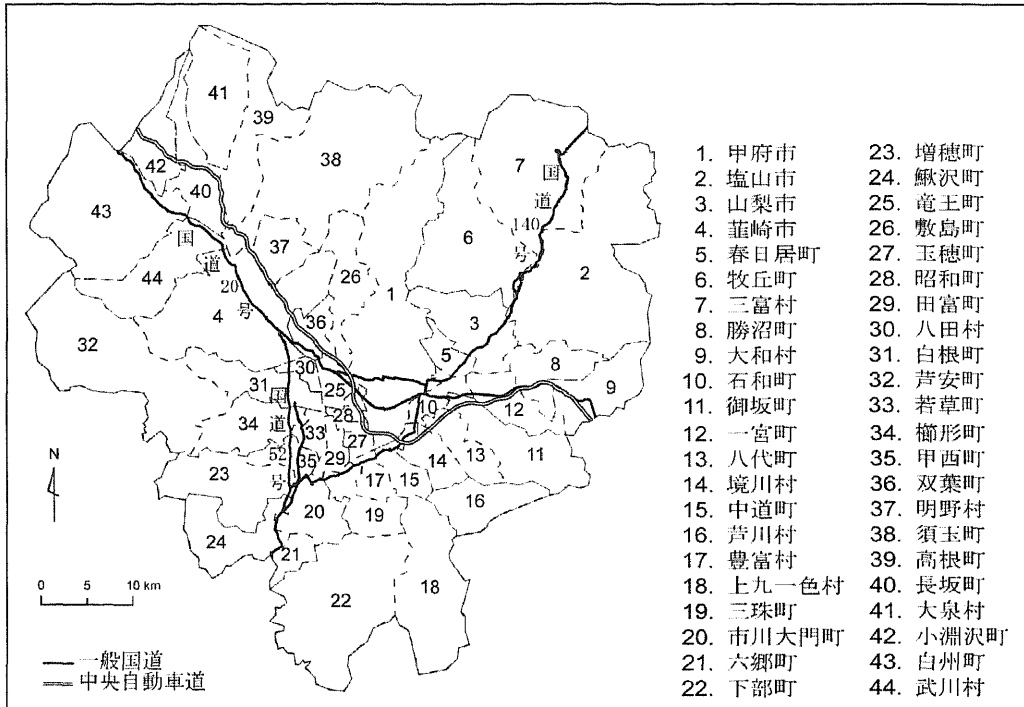 41
39
38
7
国道140号
42
40
43
国道20号
37
6
2
44
26
1
4
36
3
32
5
8
30
9
31
25
10
12
国道52号
28
34
33
27
11
14
13
35
29
23
17
15
16
20
19
24
21
22
18
N
0 5 10 km
一般国道
中央自動車道
1. 甲府市
2. 塩山市
3. 山梨市
4. 韮崎市
5. 春日居町
6. 牧丘町
7. 三富村
8. 勝沼町
9. 大和村
10. 石和町
11. 御坂町
12. 一宮町
13. 八代町
14. 境川村
15. 中道町
16. 芦川村
17. 豊富村
18. 上九一色村
19. 三珠町
20. 市川大門町
21. 六郷町
22. 下部町
23. 増穂町
24. 鰍沢町
25. 竜王町
26. 敷島町
27. 玉穂町
28. 昭和町
29. 田富町
30. 八田村
31. 白根町
32. 芦安町
33. 若草町
34. 櫛形町
35. 甲西町
36. 双葉町
37. 明野村
38. 須玉町
39. 高根町
40. 長坂町
41. 大泉村
42. 小淵沢町
43. 白州町
44. 武川村